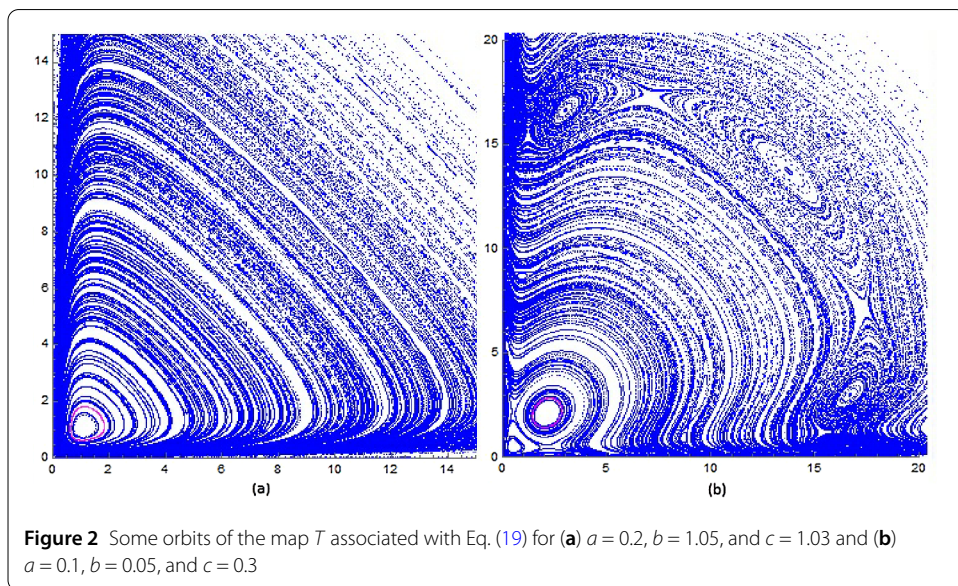 14
12
10
8
6
4
2
0
0 2 4 6 8 10 12 14
(a)
20
15
10
5
0
0 5 10 15 20
(b)
Figure 2 Some orbits of the map T associated with Eq. (19) for (a) a = 0.2, b = 1.05, and c = 1.03 and (b)
a = 0.1, b = 0.05, and c = 0.3